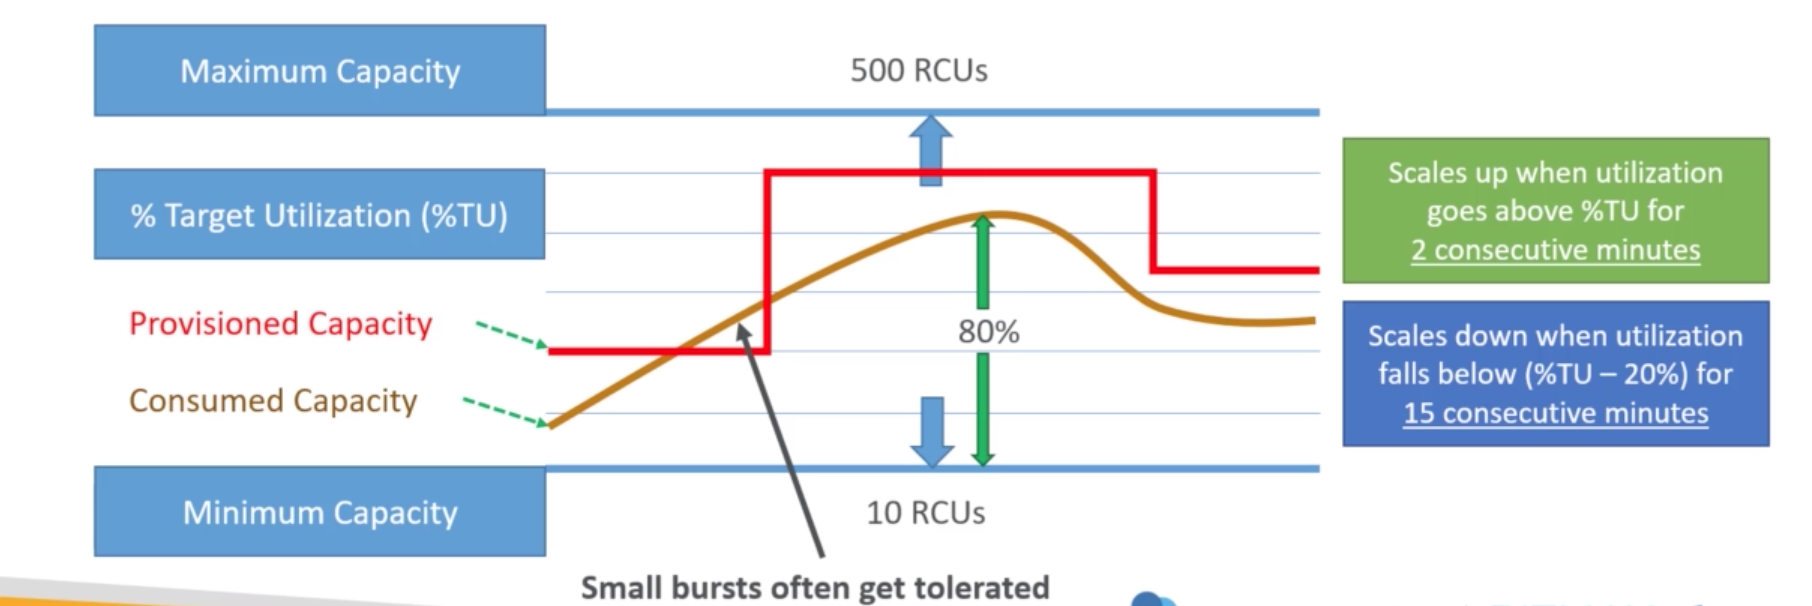 Maximum Capacity
500 RCUs
% Target Utilization (%TU)
Scales up when utilization
goes above %TU for
2 consecutive minutes
Provisioned Capacity
80%
Scales down when utilization
falls below (%TU – 20%) for
15 consecutive minutes
Consumed Capacity
Minimum Capacity
10 RCUs
Small bursts often get tolerated